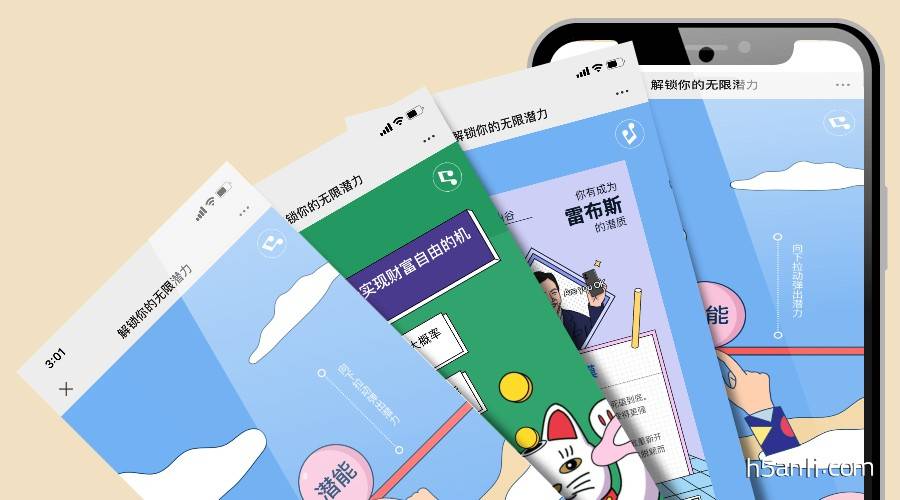 3:01
解锁你的无限潜力
向下拉动弹出潜力
潜能
锁你的无限潜力
实现财富自由的机
大概率
解锁你的无限潜力
谷
你有成为
雷布斯
的潜质
Are You OK
解锁你的无限潜力
向下拉动弹出潜力
能
h5anli.com